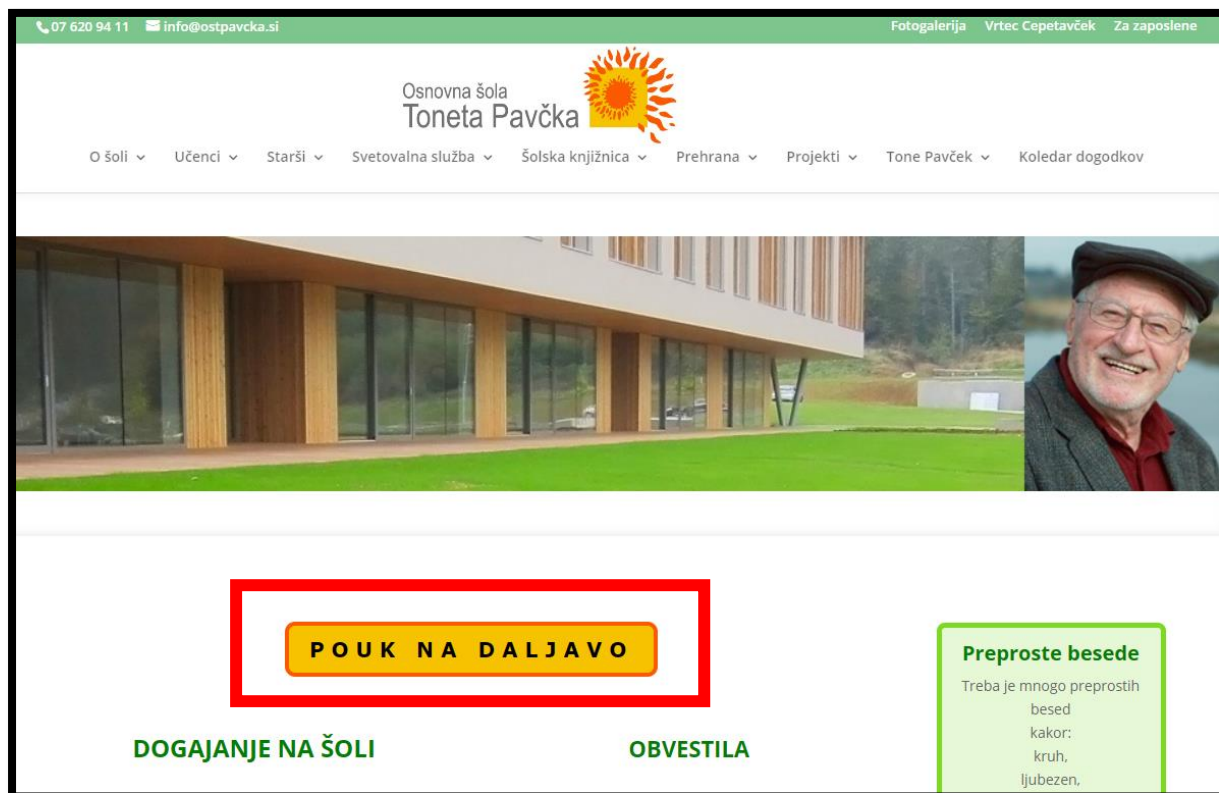 07 620 94 11 info@ostpavcka.si Fotogalerija Vrtec Cepetavček Za zaposlene
Osnovna šola
Toneta Pavčka
O šoli Učenci Starši Svetovalna služba Šolska knjižnica Prehrana Projekti Tone Pavček Koledar dogodkov
POUK NA DALJAVO
DOGAJANJE NA ŠOLI
OBVESTILA
Preproste besede
Treba je mnogo preprostih
besed
kakor:
kruh,
ljubezen,